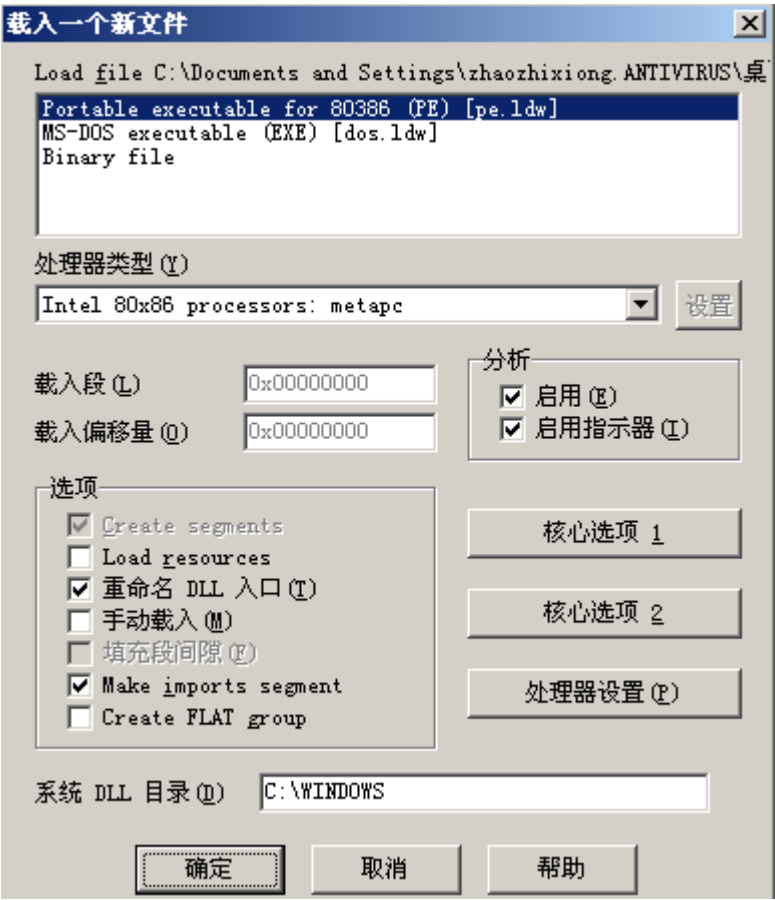 载入一个新文件
Load file C:\Documents and Settings\zhaozhixiong.ANTIVIRUS\桌
Portable executable for 80386 (PE) [pe.ldw]
MS-DOS executable (EXE) [dos.ldw]
Binary file
处理器类型(Y)
Intel 80x86 processors: metapc
设置
载入段(L)
0x00000000
载入偏移量(O)
0x00000000
分析
启用(E)
启用指示器(I)
选项
Create segments
Load resources
重命名 DLL 入口(T)
手动载入(M)
填充段间隙(F)
Make imports segment
Create FLAT group
核心选项 1
核心选项 2
处理器设置(P)
系统 DLL 目录(D)
C:\WINDOWS
确定
取消
帮助